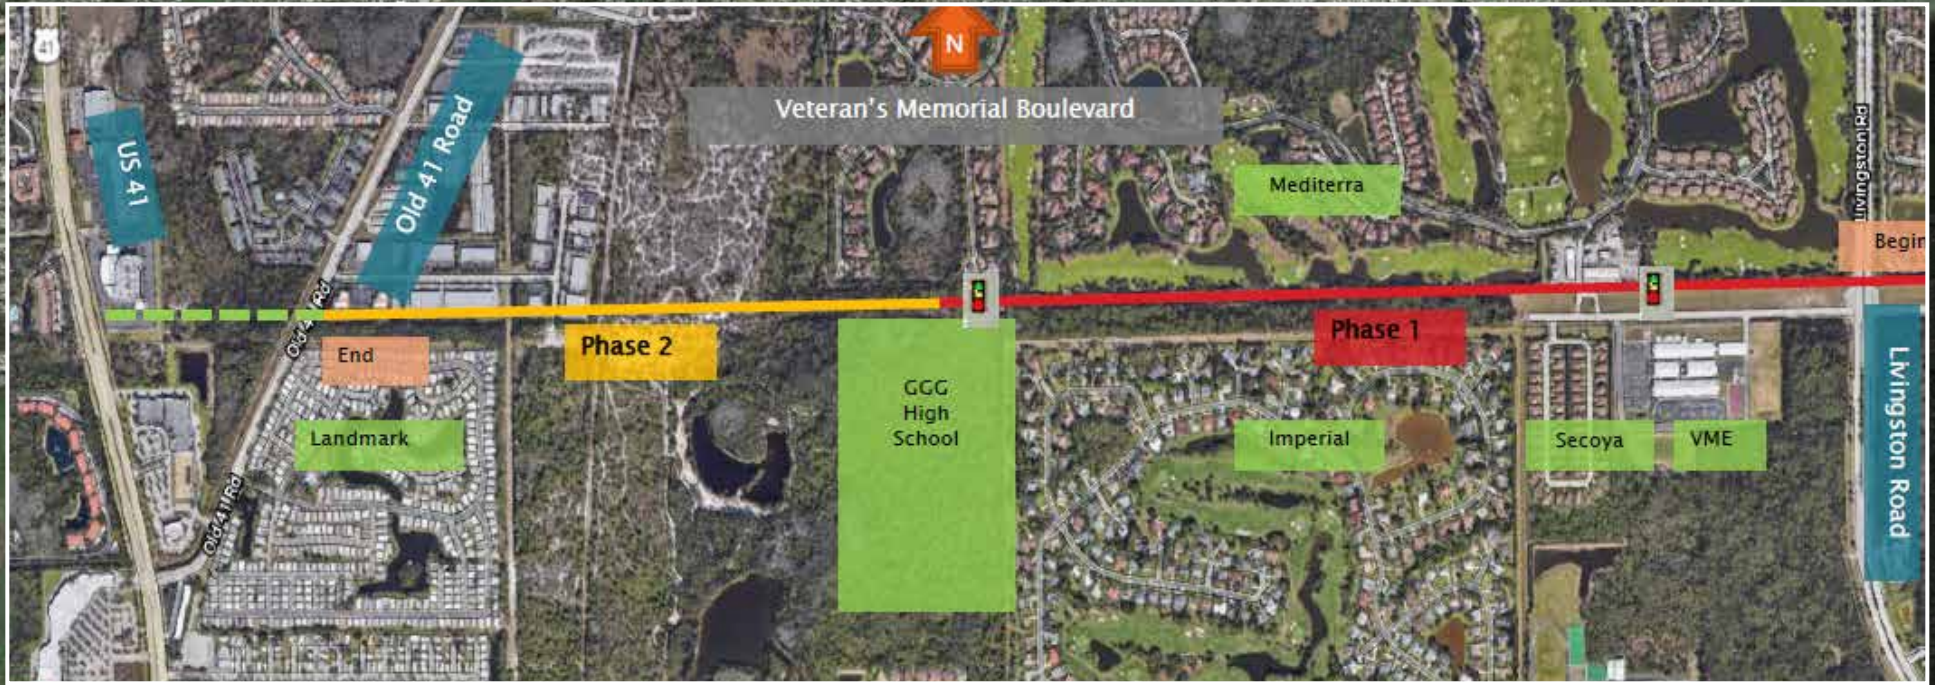 41
N
Veteran's Memorial Boulevard
US 41
Old 41 Road
Mediterra
Livingston Rd
Begin
Old 41 Rd
End
Phase 2
Phase 1
GGG
High
School
Landmark
Imperial
Secoya
VME
Livingston Road
Old 41 Rd